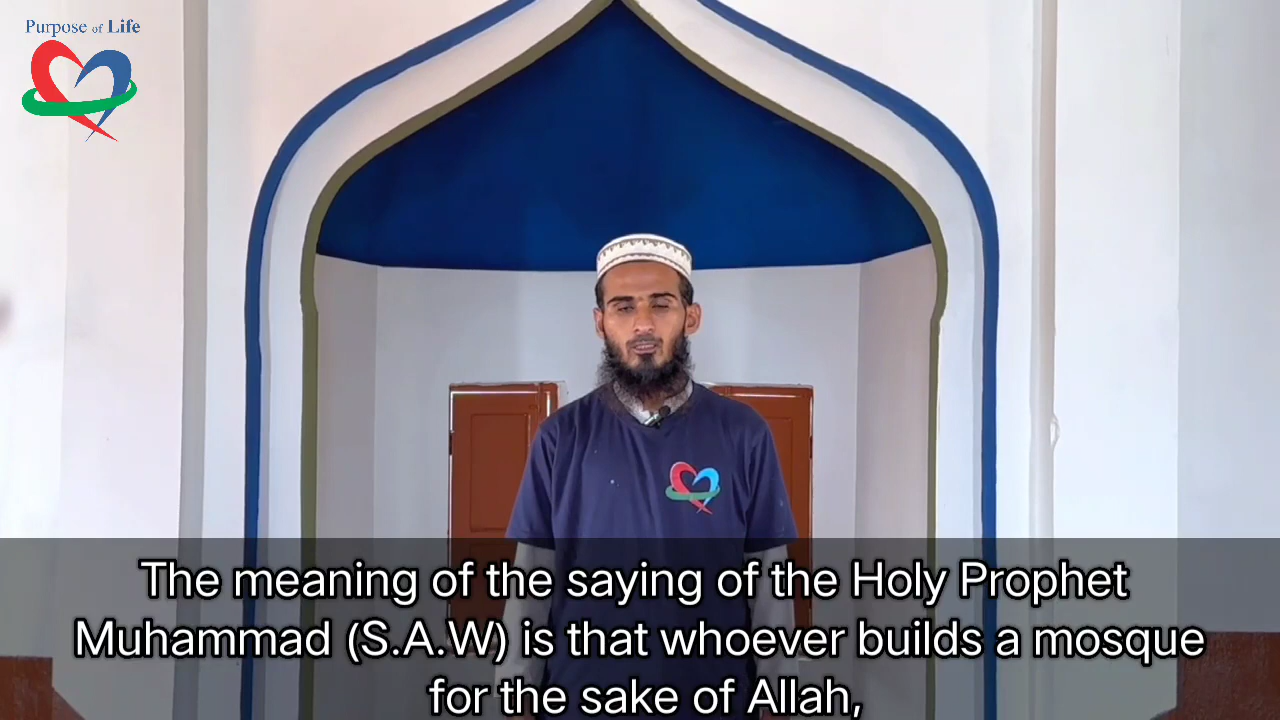 Purpose of Life
The meaning of the saying of the Holy Prophet
Muhammad (S.A.W) is that whoever builds a mosque
for the sake of Allah,